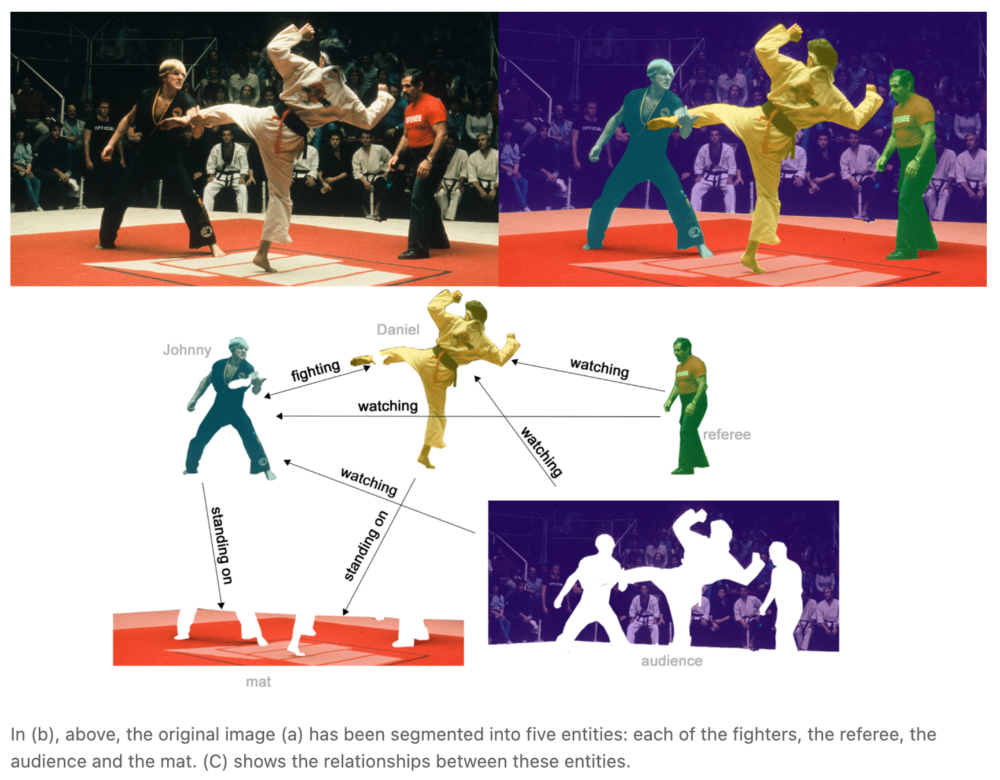 OFFICIAL
REFEREE
OFFICIAL
EFEREE
Daniel
Johnny
fighting
watching
watching
referee
watching
watching
standing on
standing on
audience
mat
In (b), above, the original image (a) has been segmented into five entities: each of the fighters, the referee, the
audience and the mat. (C) shows the relationships between these entities.